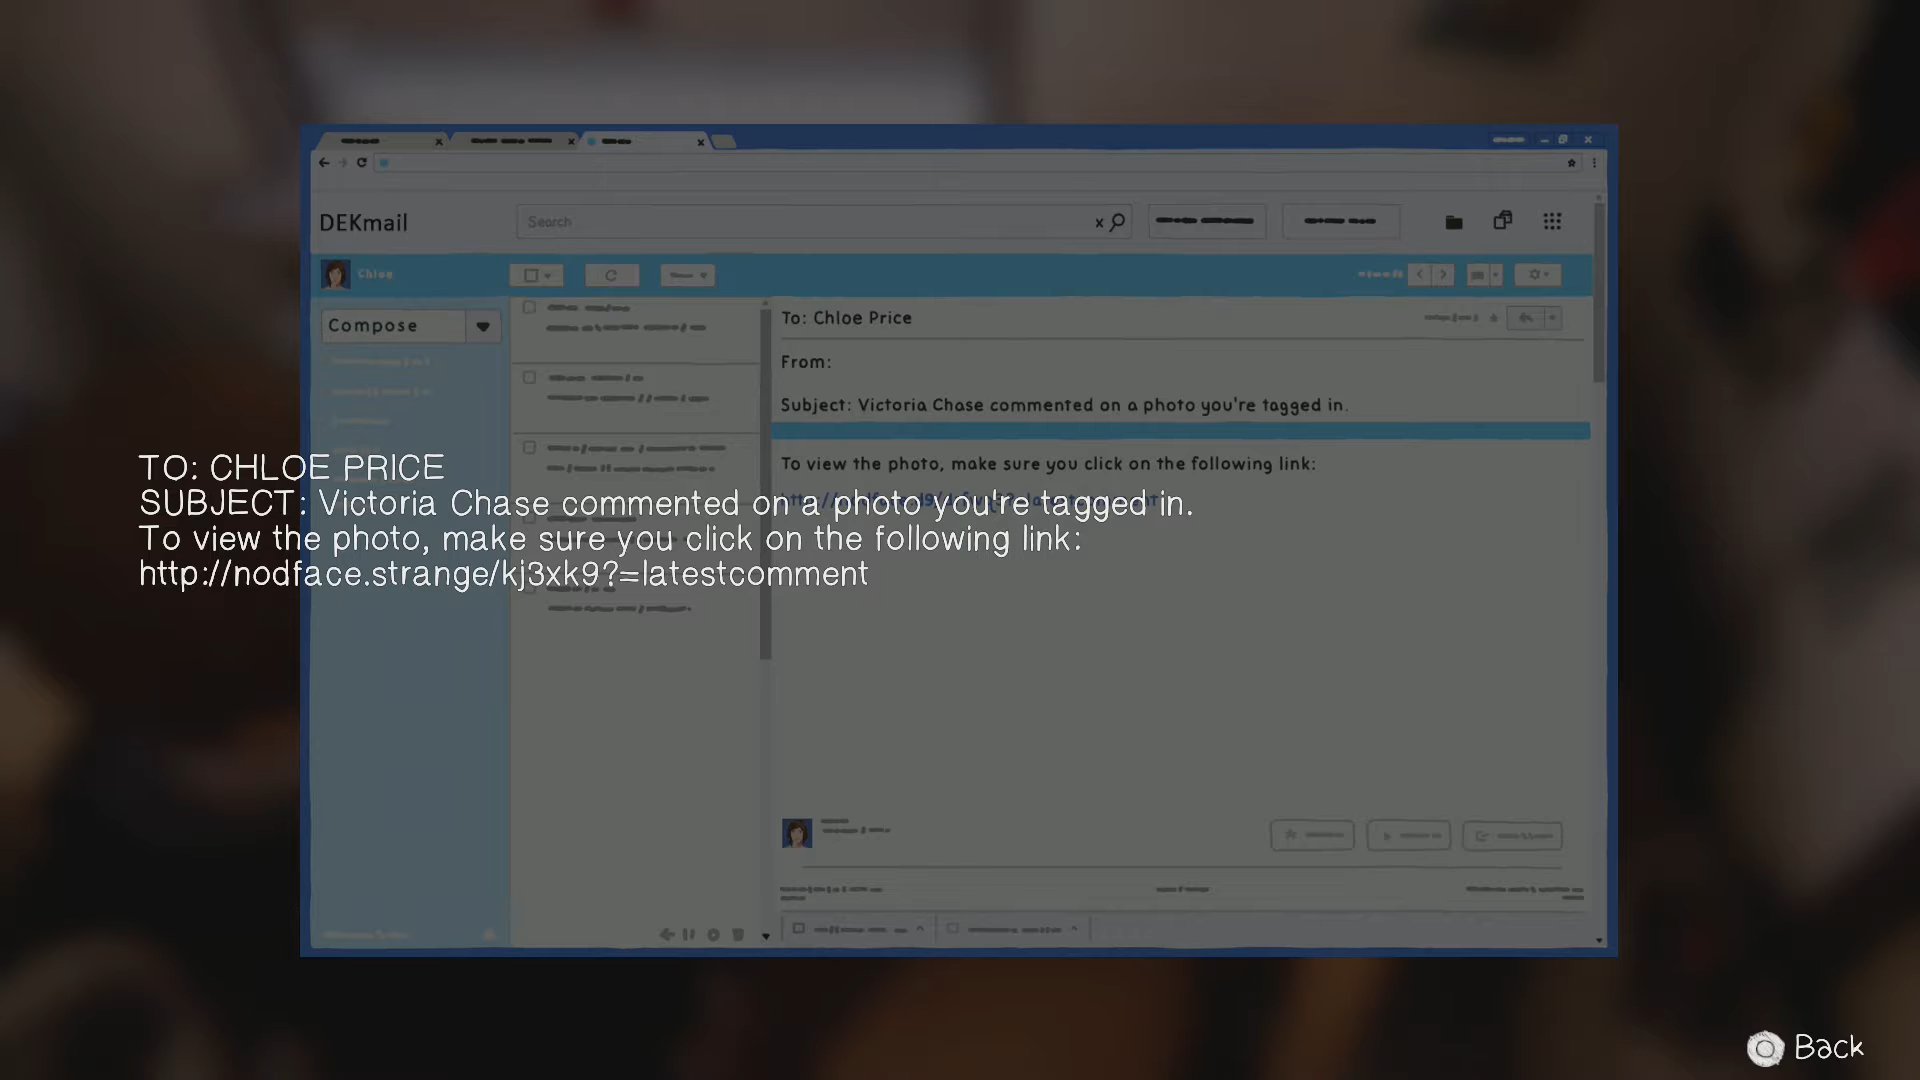 DEKmail
Search
Chloe
Compose
To: Chloe Price
From:
Subject: Victoria Chase commented on a photo you're tagged in.
To view the photo, make sure you click on the following link:
TO: CHLOE PRICE
SUBJECT: Victoria Chase commented on a photo you're tagged in.
To view the photo, make sure you click on the following link:
http://nodface.strange/kj3xk9?=latestcomment
Back